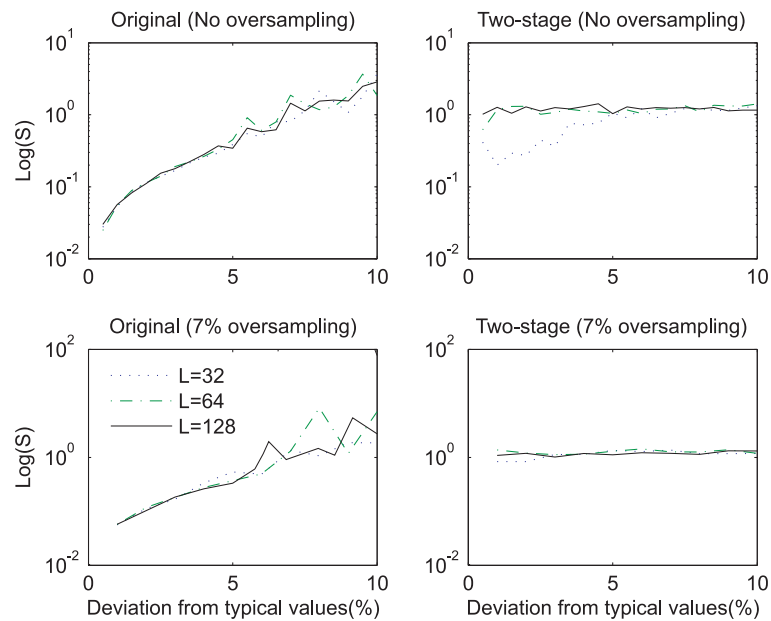 Original (No oversampling)
Log(S)
10^1
10^0
10^-1
10^-2
0 5 10
Two-stage (No oversampling)
10^1
10^0
10^-1
10^-2
0 5 10
Original (7% oversampling)
Log(S)
10^2
10^0
10^-2
L=32
L=64
L=128
0 5 10
Deviation from typical values(%)
Two-stage (7% oversampling)
10^2
10^0
10^-2
0 5 10
Deviation from typical values(%)